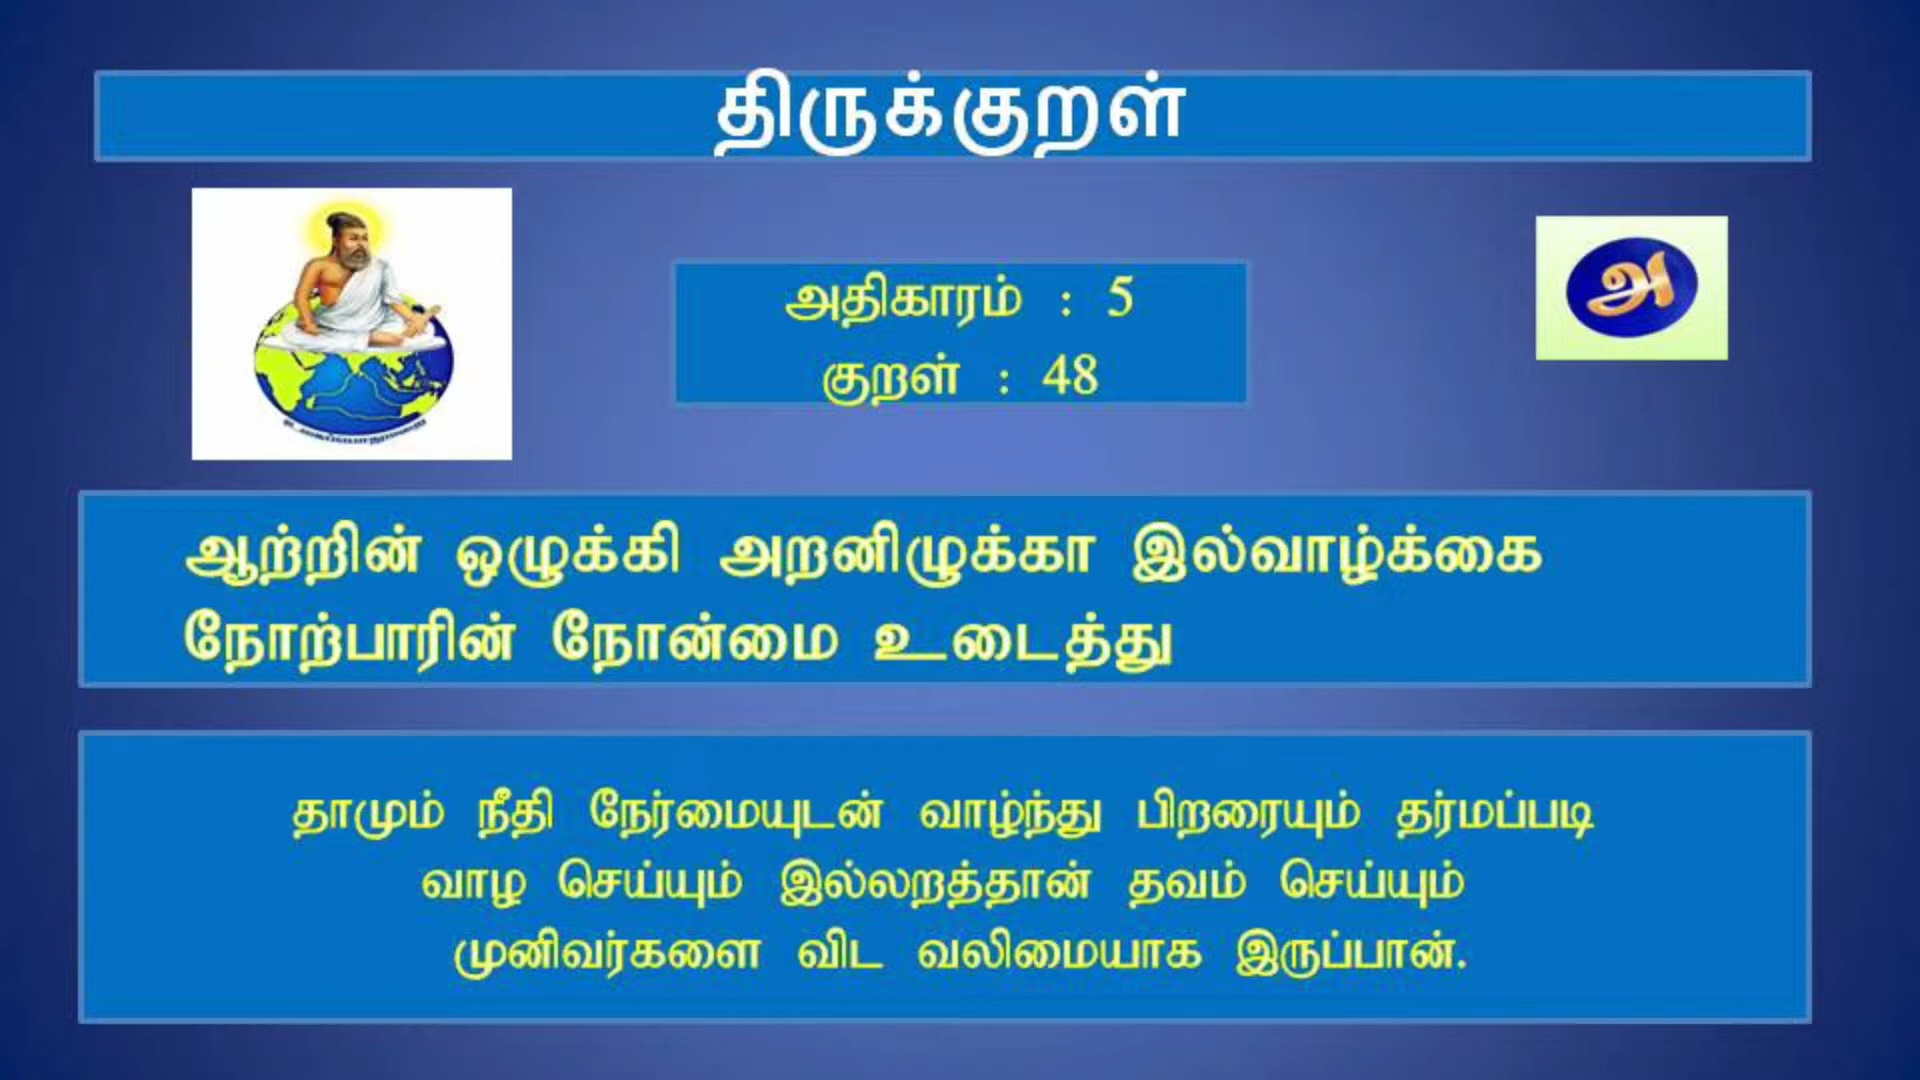 திருக்குறள்
அதிகாரம் : 5
குறள் : 48
அ
ஆற்றின் ஒழுக்கி அறனிழுக்கா இல்வாழ்க்கை
நோற்பாரின் நோன்மை உடைத்து
தாமும் நீதி நேர்மையுடன் வாழ்ந்து பிறரையும் தர்மப்படி
வாழ செய்யும் இல்லறத்தான் தவம் செய்யும்
முனிவர்களை விட வலிமையாக இருப்பான்.